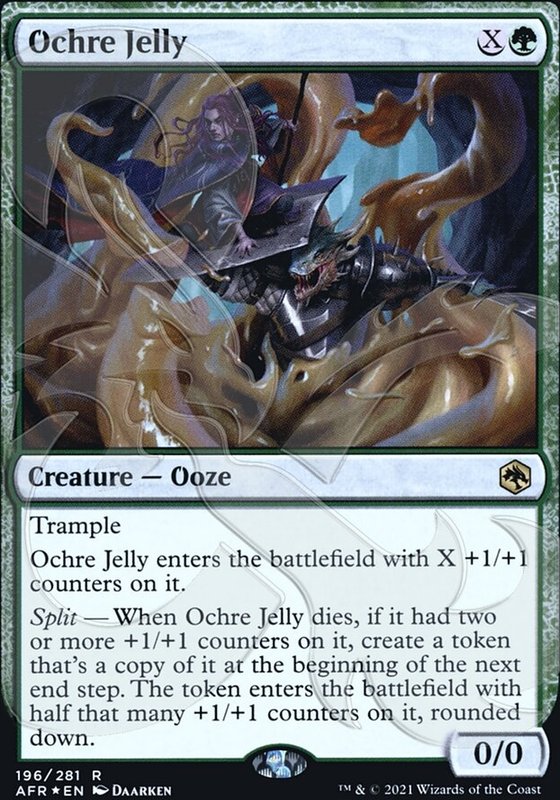 Ochre Jelly X
Creature — Ooze
Trample
Ochre Jelly enters the battlefield with X +1/+1
counters on it.
Split — When Ochre Jelly dies, if it had two
or more +1/+1 counters on it, create a token
that's a copy of it at the beginning of the next
end step. The token enters the battlefield with
half that many +1/+1 counters on it, rounded
down.
0/0
196/281 R
AFR ★ EN DAARKEN ™ & © 2021 Wizards of the Coast